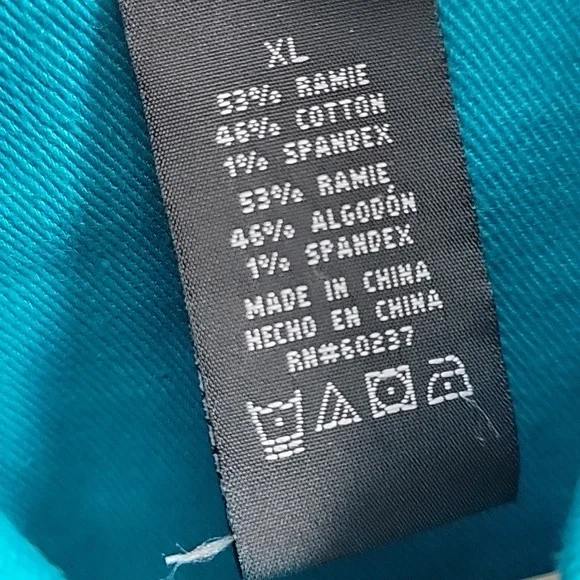 XL
53% RAMIE
46% COTTON
1% SPANDEX
53% RAMIE
46% ALGODÓN
1% SPANDEX
MADE IN CHINA
HECHO EN CHINA
RN#60237